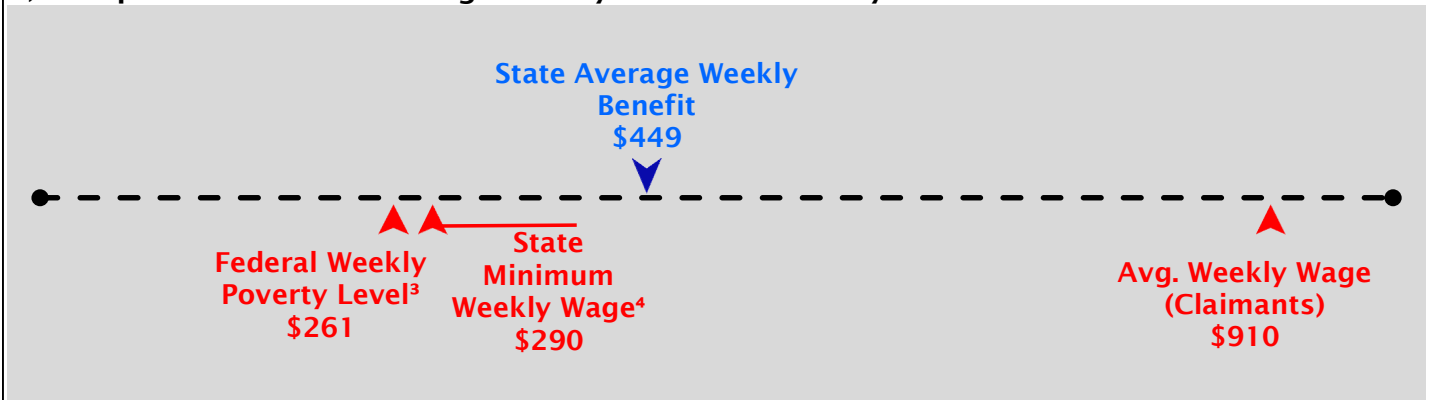 State Average Weekly
Benefit
$449
Federal Weekly
Poverty Level³
$261
State
Minimum
Weekly Wage⁴
$290
Avg. Weekly Wage
(Claimants)
$910